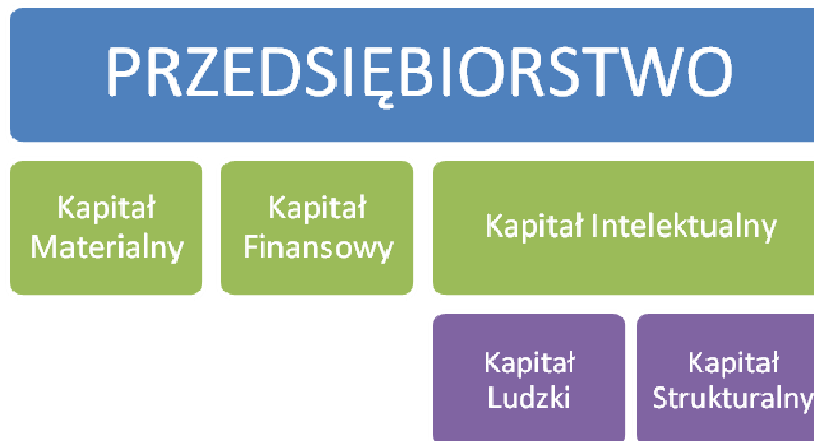 PRZEDSIĘBIORSTWO
Kapitał
Materialny
Kapitał
Finansowy
Kapitał Intelektualny
Kapitał
Ludzki
Kapitał
Strukturalny